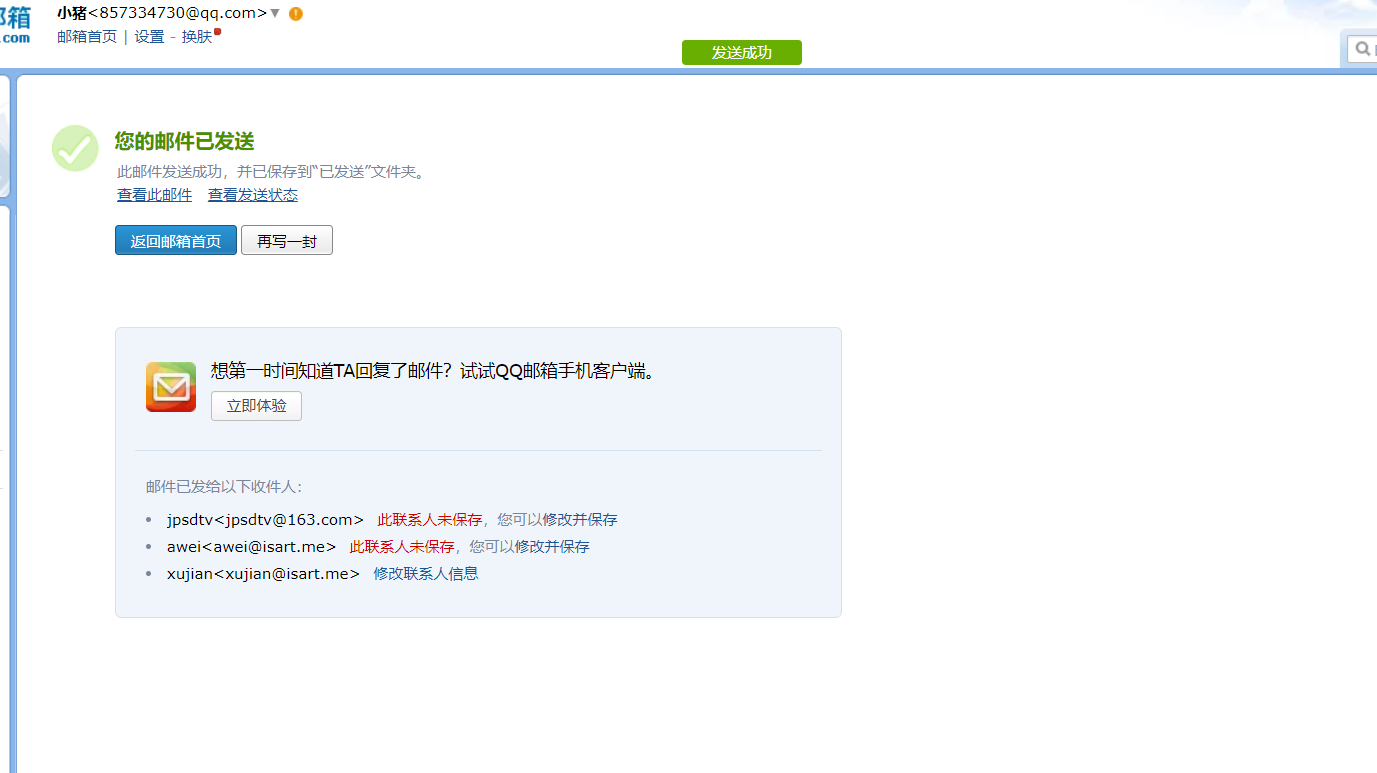 邮箱
.com
小猪<857334730@qq.com>
邮箱首页 | 设置 - 换肤
发送成功
您的邮件已发送
此邮件发送成功，并已保存到“已发送”文件夹。
查看此邮件 查看发送状态
返回邮箱首页 再写一封
想第一时间知道TA回复了邮件？试试QQ邮箱手机客户端。
立即体验
邮件已发给以下收件人：
• jpsdtv<jpsdtv@163.com> 此联系人未保存，您可以修改并保存
• awei<awei@isart.me> 此联系人未保存，您可以修改并保存
• xujian<xujian@isart.me> 修改联系人信息